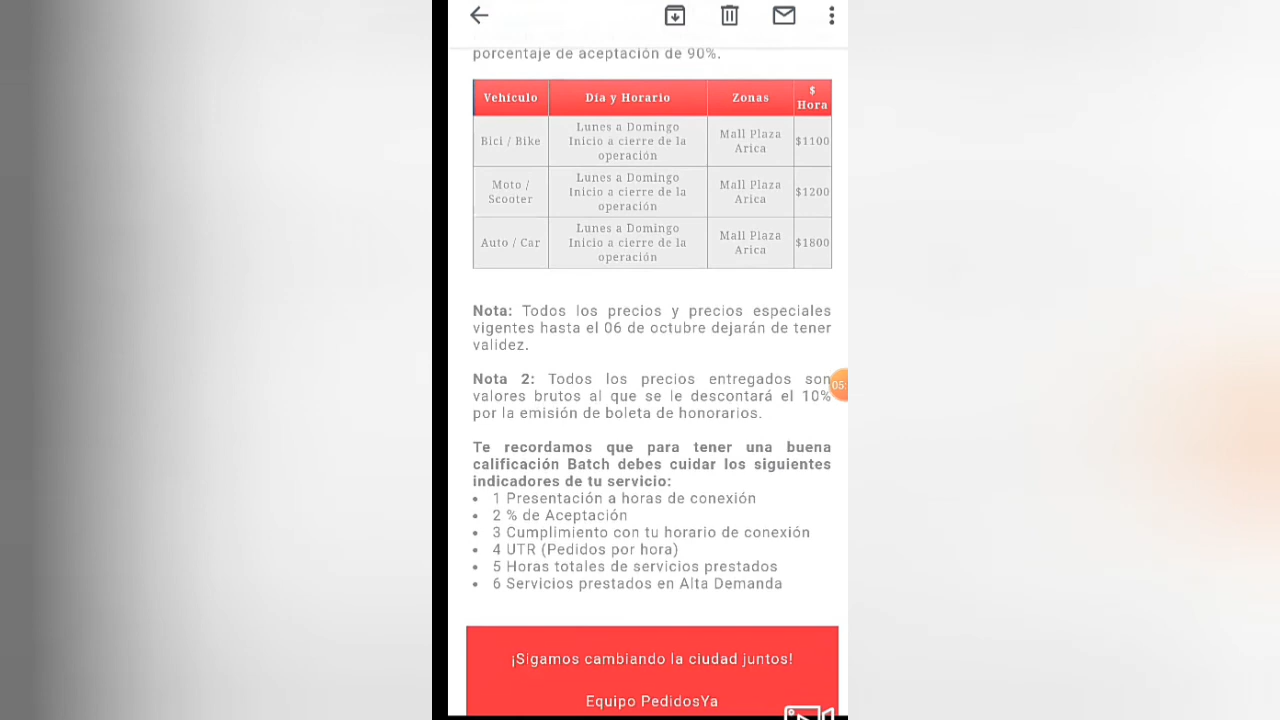 porcentaje de aceptación de 90%.
Vehículo Día y Horario Zonas $ Hora
Bici / Bike Lunes a Domingo Inicio a cierre de la operación Mall Plaza Arica $1100
Moto / Scooter Lunes a Domingo Inicio a cierre de la operación Mall Plaza Arica $1200
Auto / Car Lunes a Domingo Inicio a cierre de la operación Mall Plaza Arica $1800
Nota: Todos los precios y precios especiales
vigentes hasta el 06 de octubre dejarán de tener
validez.
Nota 2: Todos los precios entregados son
valores brutos al que se le descontará el 10%
por la emisión de boleta de honorarios.
Te recordamos que para tener una buena
calificación Batch debes cuidar los siguientes
indicadores de tu servicio:
• 1 Presentación a horas de conexión
• 2 % de Aceptación
• 3 Cumplimiento con tu horario de conexión
• 4 UTR (Pedidos por hora)
• 5 Horas totales de servicios prestados
• 6 Servicios prestados en Alta Demanda
¡Sigamos cambiando la ciudad juntos!
Equipo PedidosYa